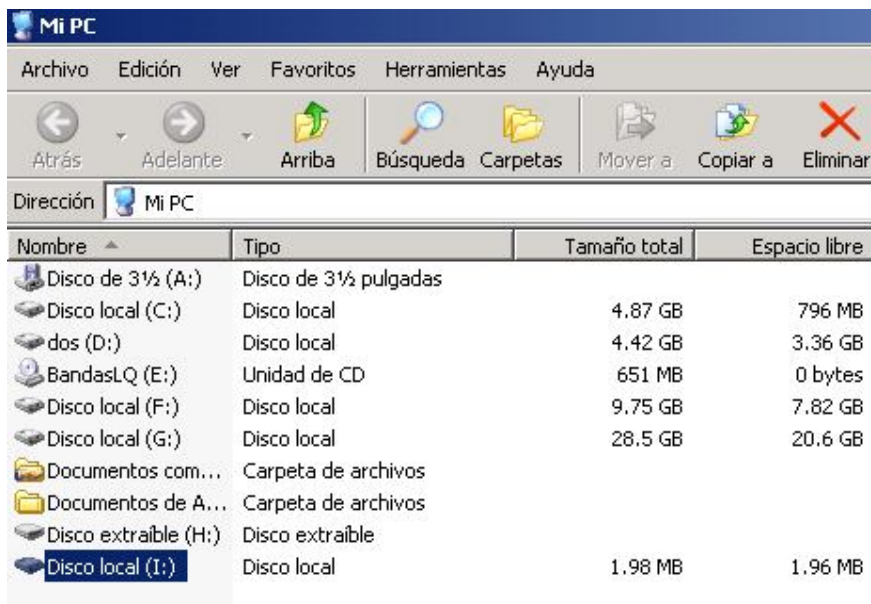 Mi PC
Archivo Edición Ver Favoritos Herramientas Ayuda
Atrás Adelante Arriba Búsqueda Carpetas Mover a Copiar a Eliminar
Dirección Mi PC
Nombre Tipo Tamaño total Espacio libre
Disco de 3½ (A:) Disco de 3½ pulgadas
Disco local (C:) Disco local 4.87 GB 796 MB
dos (D:) Disco local 4.42 GB 3.36 GB
BandasLQ (E:) Unidad de CD 651 MB 0 bytes
Disco local (F:) Disco local 9.75 GB 7.82 GB
Disco local (G:) Disco local 28.5 GB 20.6 GB
Documentos com... Carpeta de archivos
Documentos de A... Carpeta de archivos
Disco extraíble (H:) Disco extraíble
Disco local (I:) Disco local 1.98 MB 1.96 MB